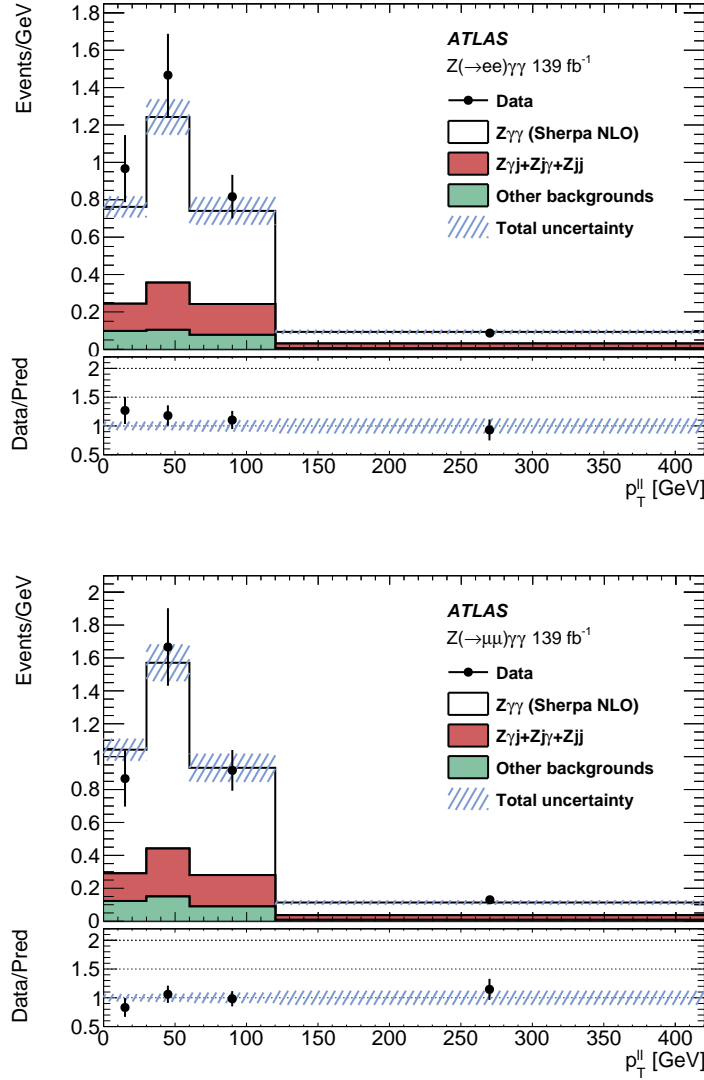 Events/GeV
1.8
1.6
1.4
1.2
1
0.8
0.6
0.4
0.2
0
ATLAS
Z(→ee)γγ 139 fb⁻¹
Data
Zγγ (Sherpa NLO)
Zγj+Zjγ+Zjj
Other backgrounds
Total uncertainty
Data/Pred
2
1.5
1
0.5
0 50 100 150 200 250 300 350 400
p_T^ll [GeV]
Events/GeV
2
1.8
1.6
1.4
1.2
1
0.8
0.6
0.4
0.2
0
ATLAS
Z(→μμ)γγ 139 fb⁻¹
Data
Zγγ (Sherpa NLO)
Zγj+Zjγ+Zjj
Other backgrounds
Total uncertainty
Data/Pred
2
1.5
1
0.5
0 50 100 150 200 250 300 350 400
p_T^ll [GeV]